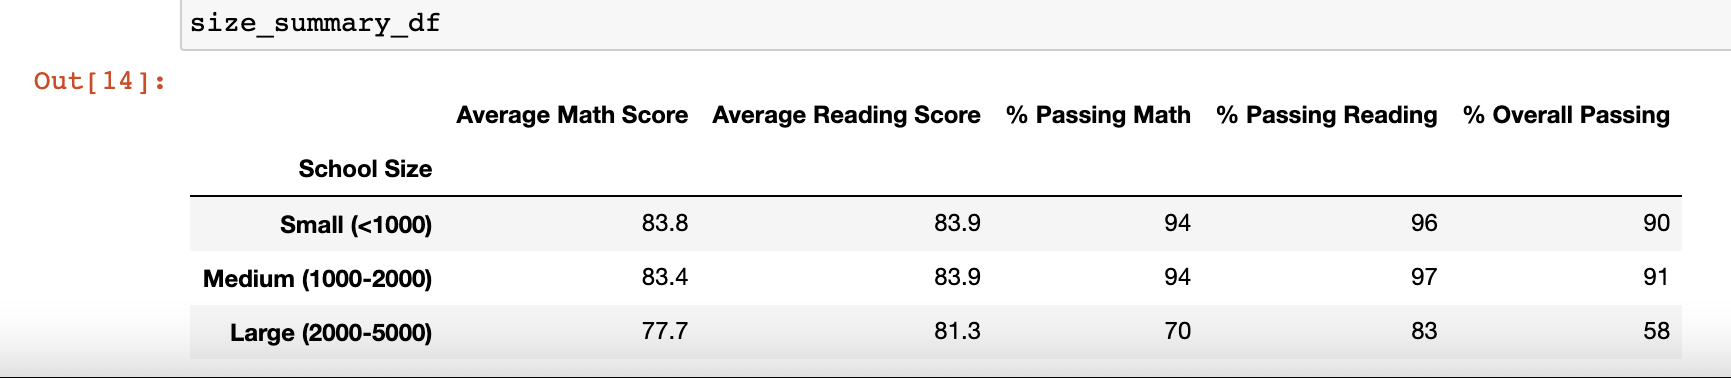 size_summary_df
Out[14]:
Average Math Score Average Reading Score % Passing Math % Passing Reading % Overall Passing
School Size
Small (<1000) 83.8 83.9 94 96 90
Medium (1000-2000) 83.4 83.9 94 97 91
Large (2000-5000) 77.7 81.3 70 83 58